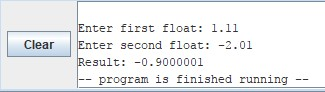 Enter first float: 1.11
Clear
Enter second float: -2.01
Result: -0.9000001
-- program is finished running --